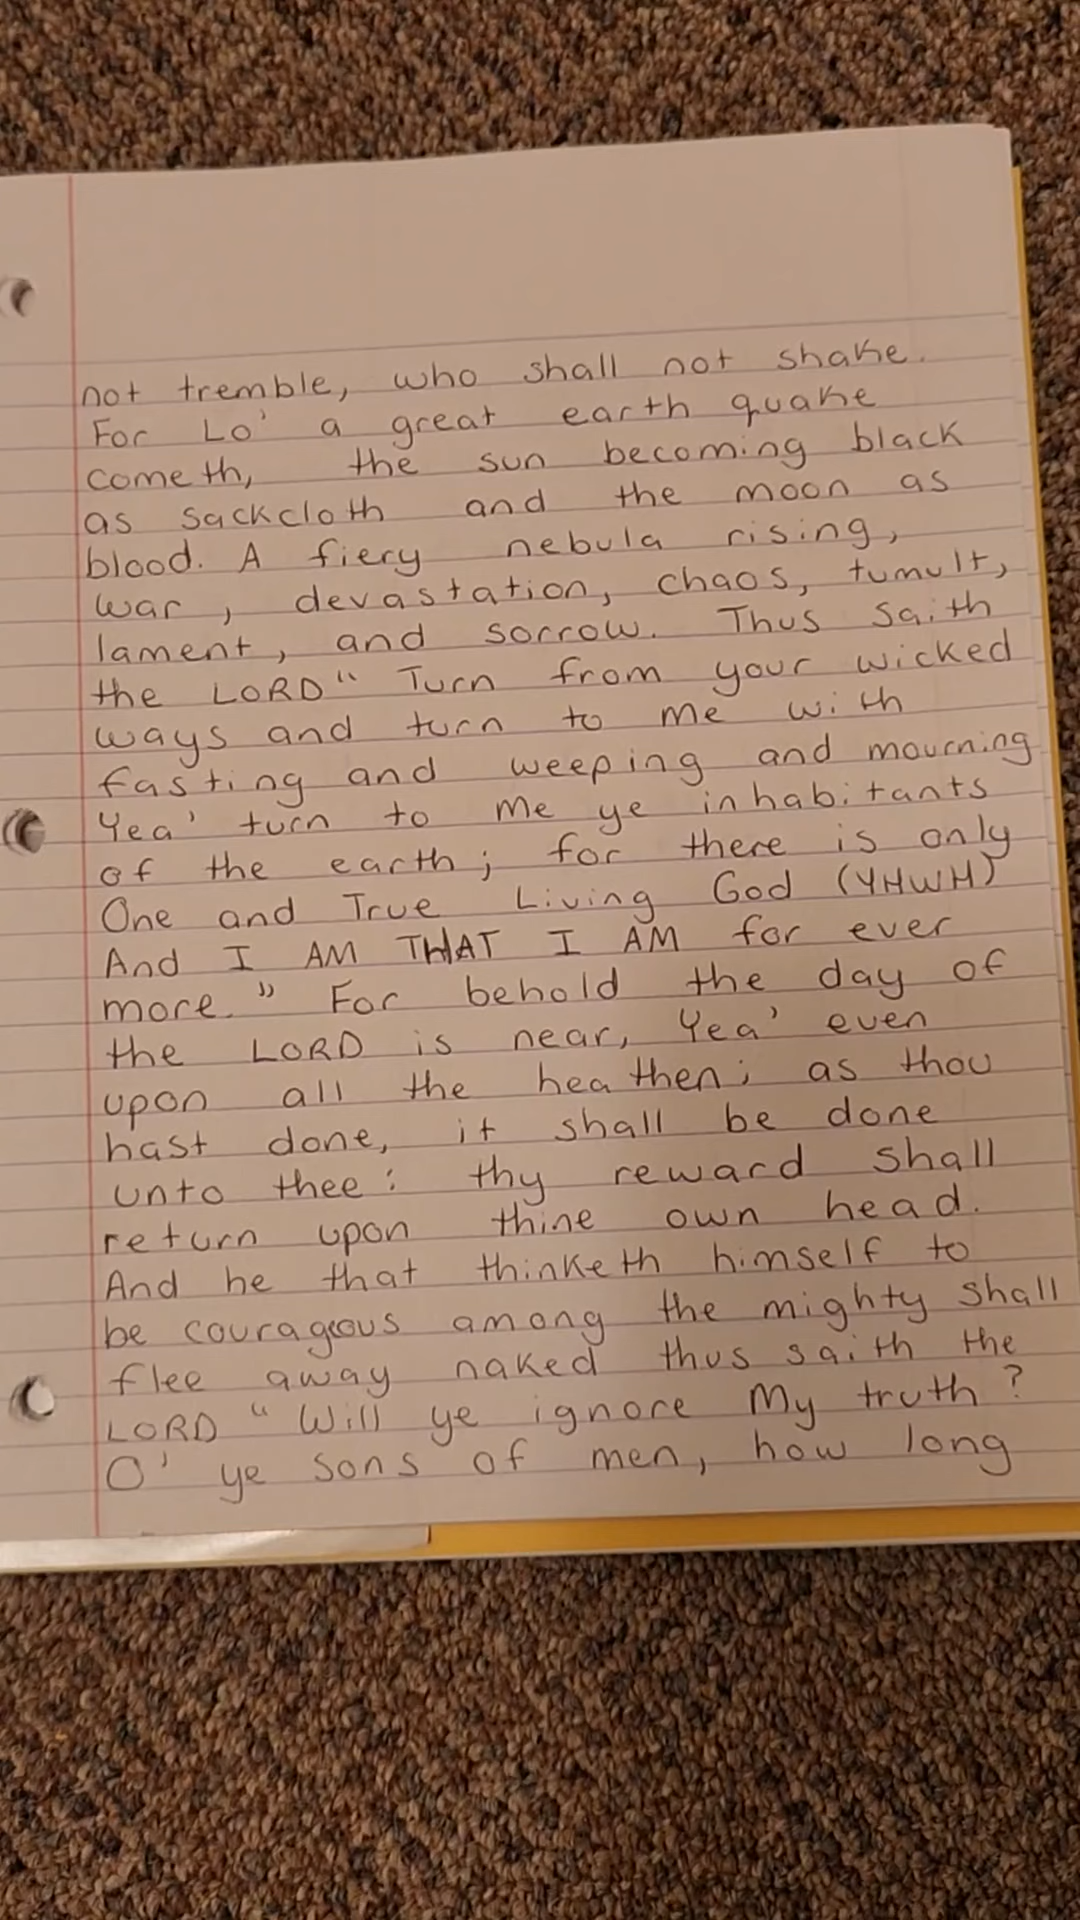 not tremble, who shall not shake.
For Lo' a great earth quake
cometh, the sun becoming black
as sackcloth and the moon as
blood. A fiery nebula rising,
war, devastation, chaos, tumult,
lament, and sorrow. Thus saith
the LORD" Turn from your wicked
ways and turn to me with
fasting and weeping and mourning
Yea' turn to me ye inhabitants
of the earth; for there is only
One and True Living God (YHWH)
And I AM THAT I AM for ever
more." For behold the day of
the LORD is near, Yea' even
upon all the heathen; as thou
hast done, it shall be done
unto thee: thy reward shall
return upon thine own head.
And he that thinketh himself to
be courageous among the mighty shall
flee away naked thus saith the
LORD "Will ye ignore My truth?
O' ye sons of men, how long